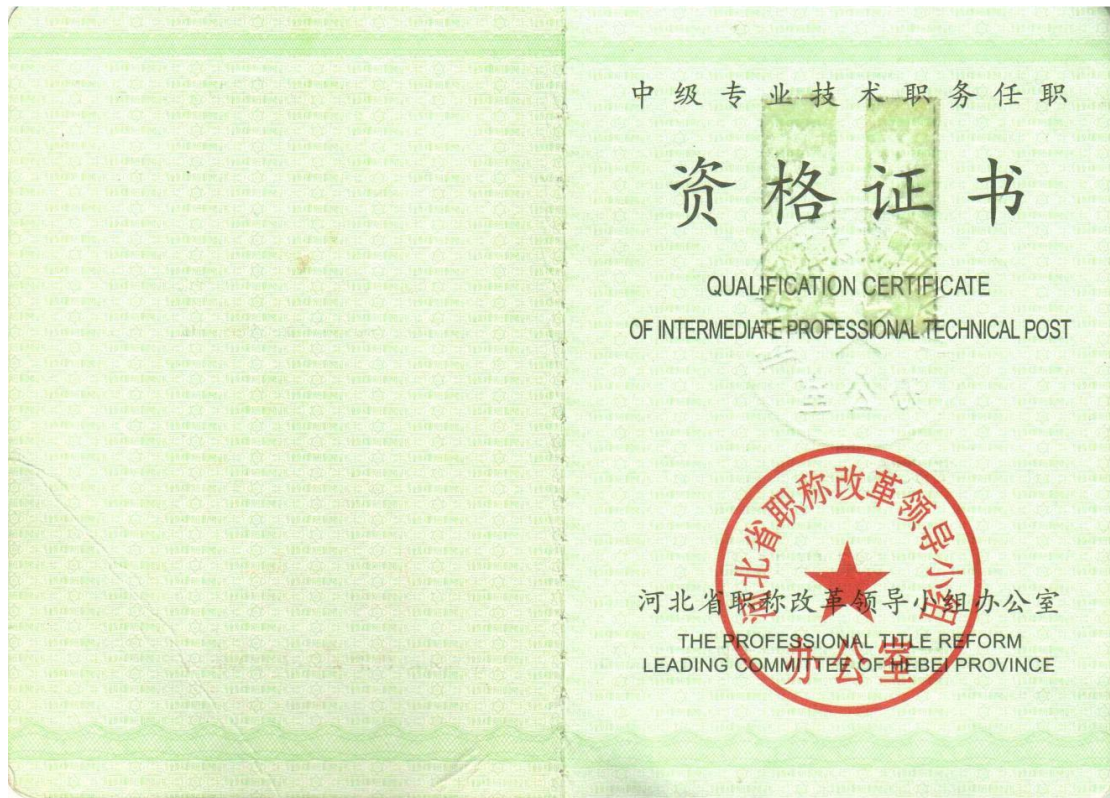 中级专业技术职务任职
资格证书
QUALIFICATION CERTIFICATE
OF INTERMEDIATE PROFESSIONAL TECHNICAL POST
办公室
河北省职称改革领导小组
河北省职称改革领导小组办公室
THE PROFESSIONAL TITLE REFORM
LEADING COMMITTEE OF HEBEI PROVINCE
办公室